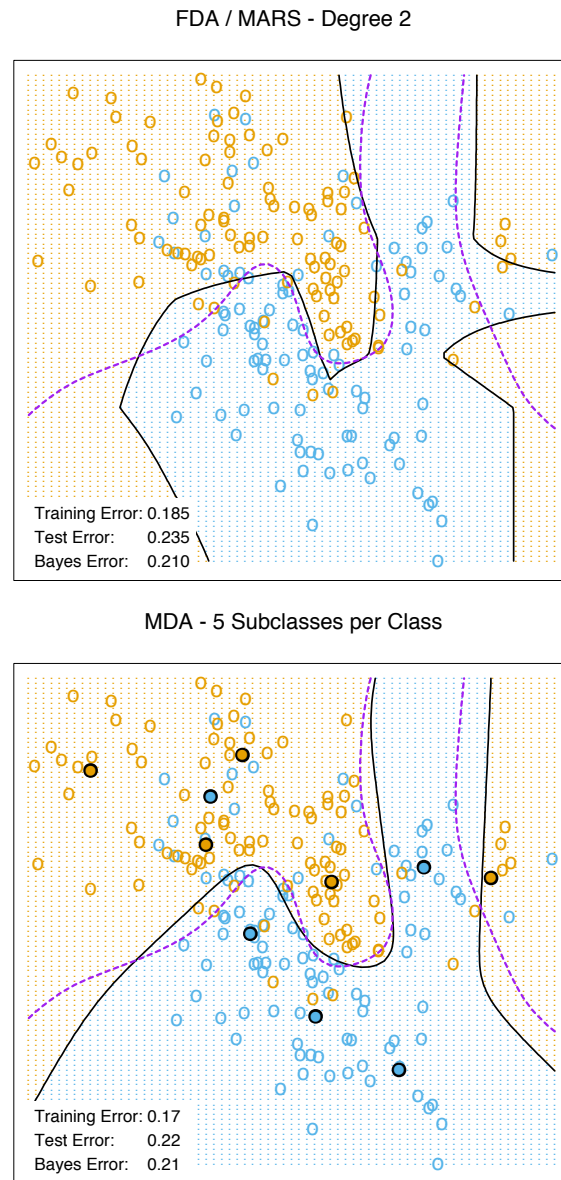 FDA / MARS - Degree 2
Training Error: 0.185
Test Error: 0.235
Bayes Error: 0.210
MDA - 5 Subclasses per Class
Training Error: 0.17
Test Error: 0.22
Bayes Error: 0.21